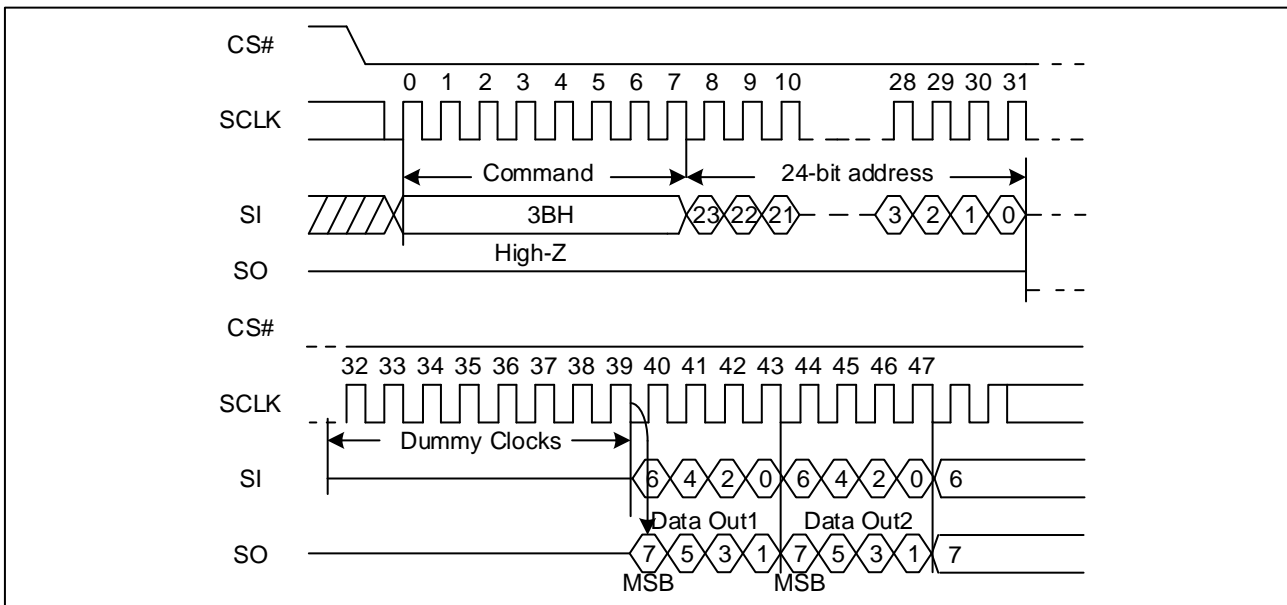 CS#
0 1 2 3 4 5 6 7 8 9 10 28 29 30 31
SCLK
Command 24-bit address
SI 3BH 23 22 21 3 2 1 0
High-Z
SO
CS#
32 33 34 35 36 37 38 39 40 41 42 43 44 45 46 47
SCLK
Dummy Clocks
SI 6 4 2 0 6 4 2 0 6
Data Out1 Data Out2
SO 7 5 3 1 7 5 3 1 7
MSB MSB